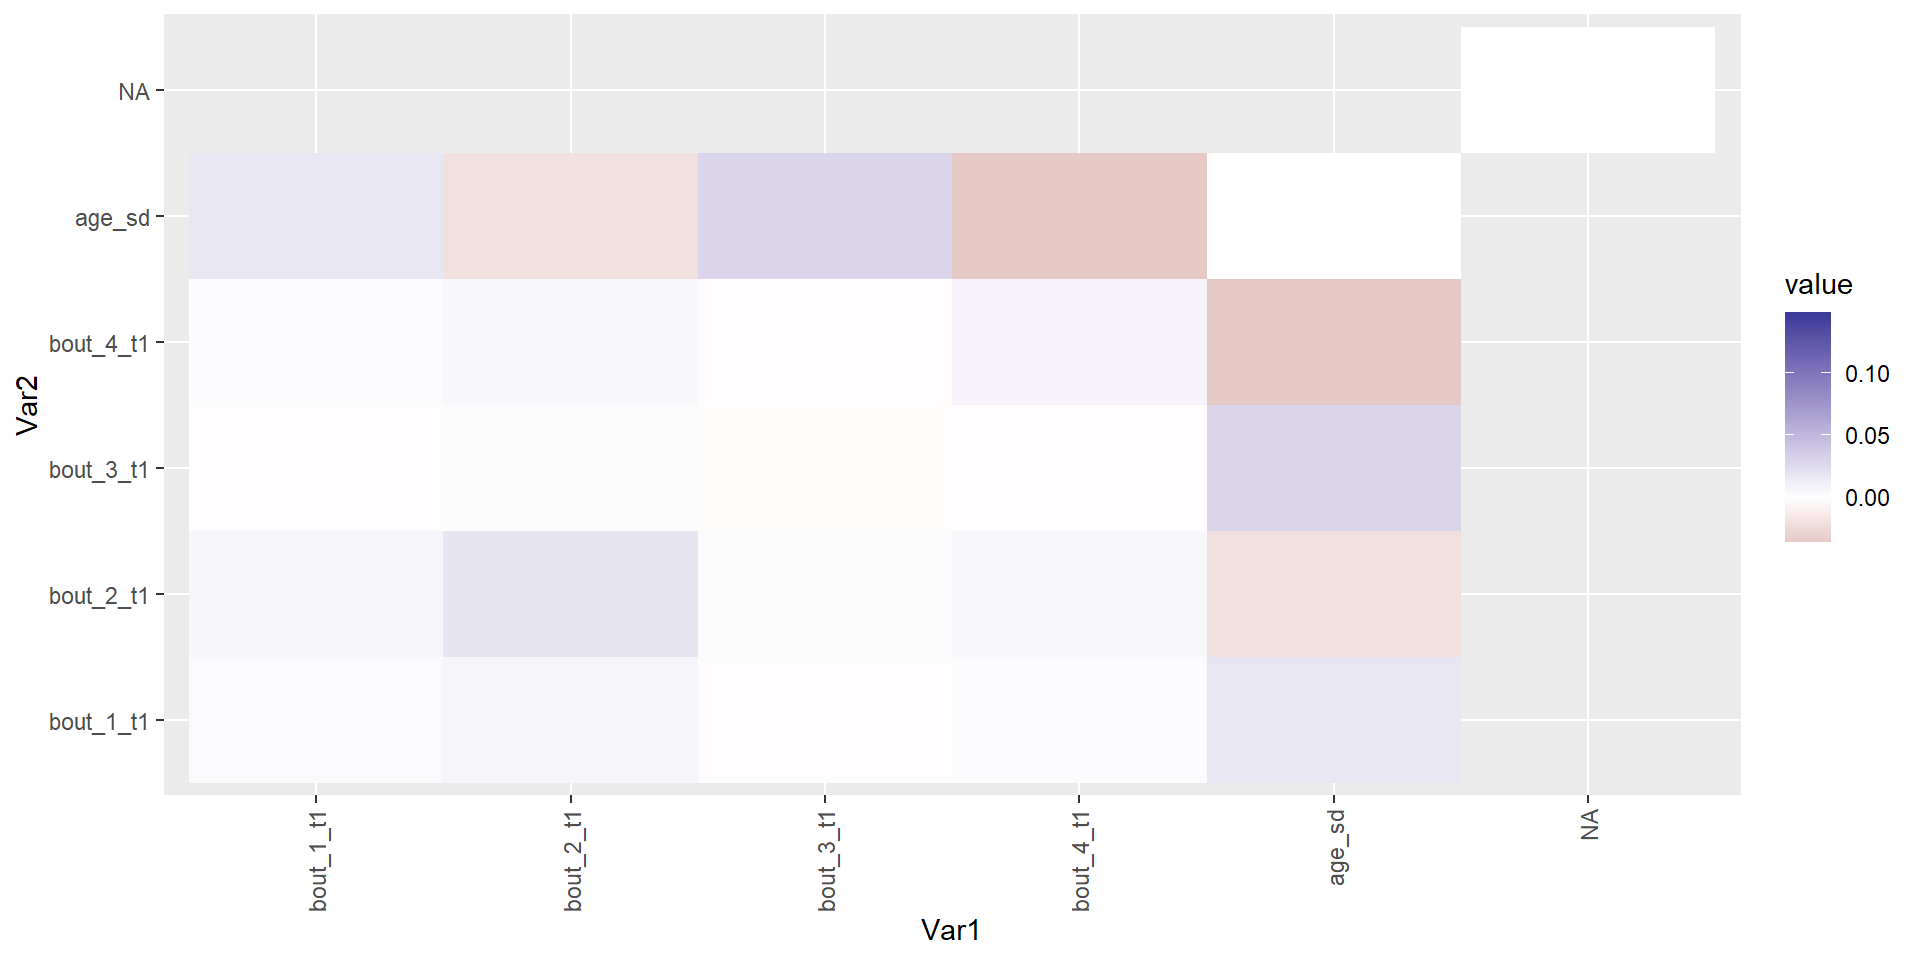 NA
age_sd
bout_4_t1
bout_3_t1
bout_2_t1
bout_1_t1
Var2
bout_1_t1
bout_2_t1
bout_3_t1
bout_4_t1
age_sd
NA
Var1
value
0.10
0.05
0.00